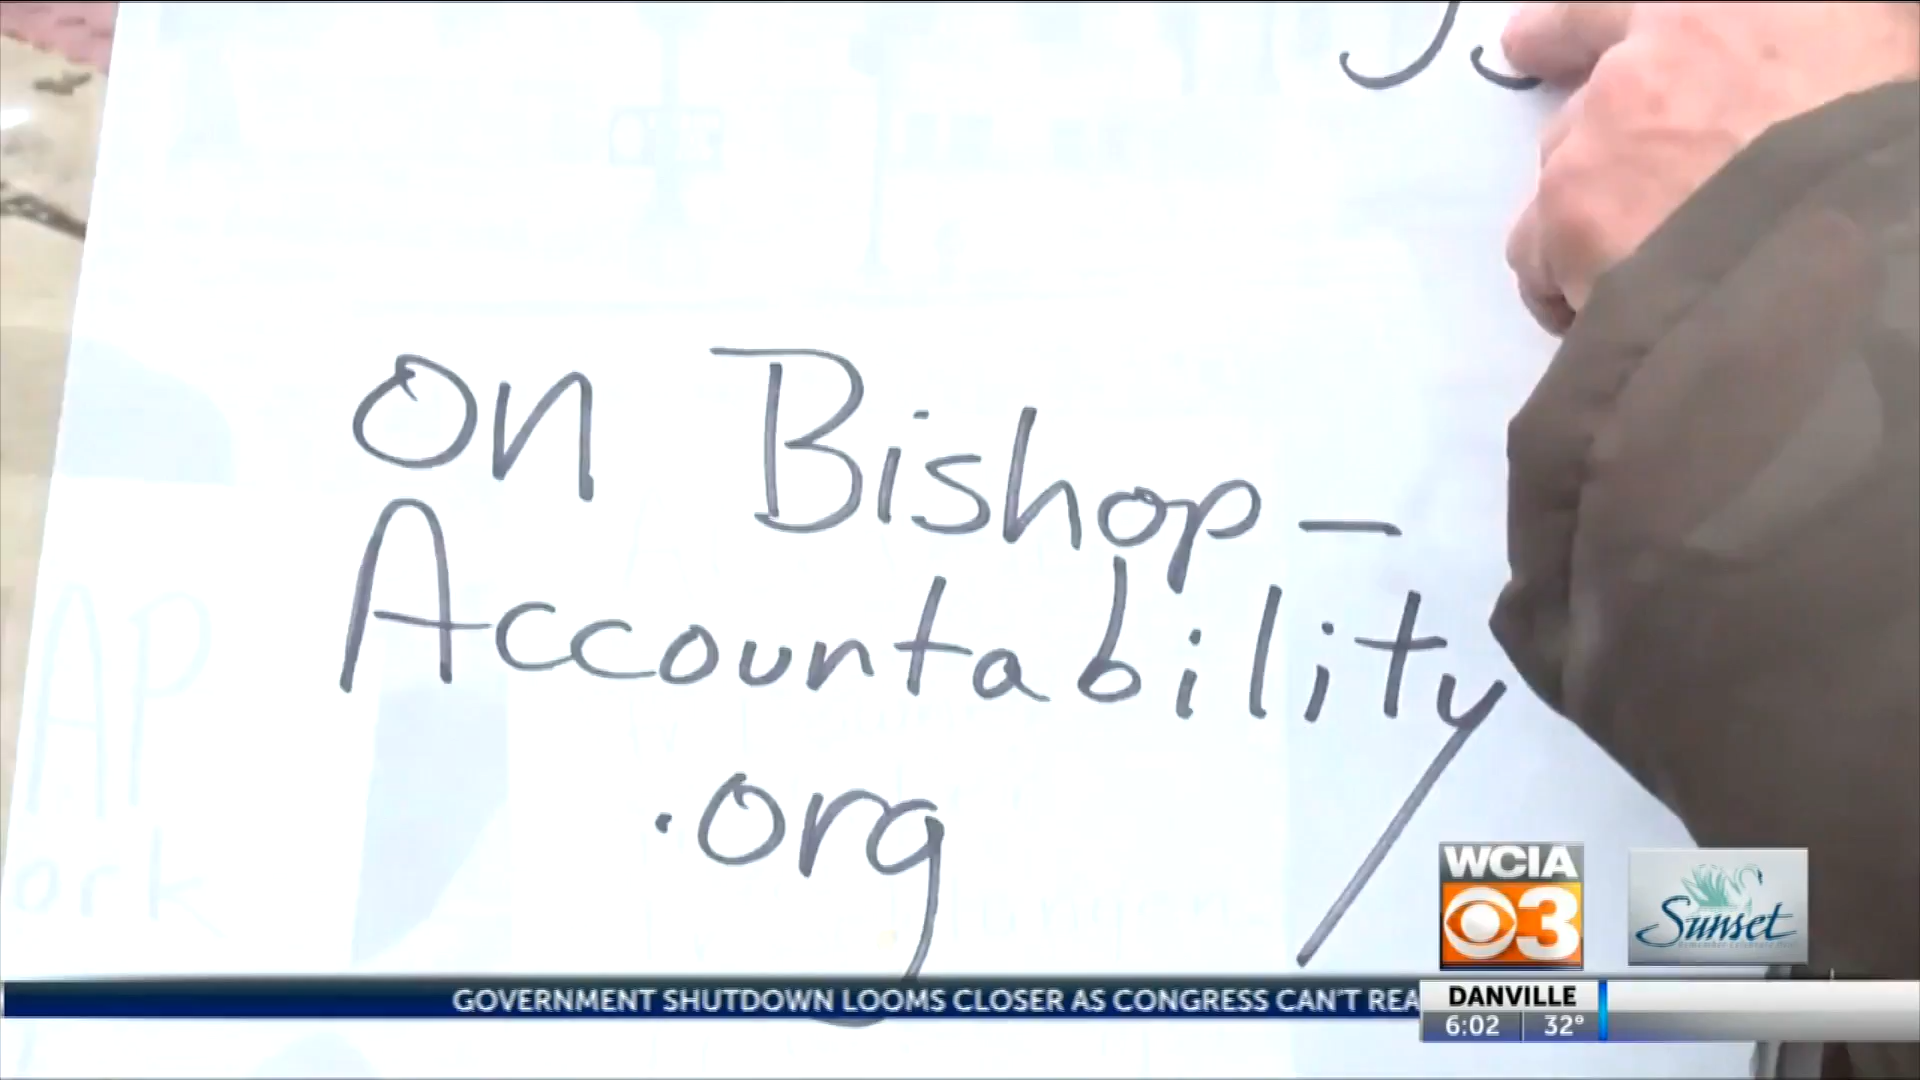 on Bishop-
Accountability
.org
WCIA
3
Sunset
GOVERNMENT SHUTDOWN LOOMS CLOSER AS CONGRESS CAN'T REA
DANVILLE
6:02 32°